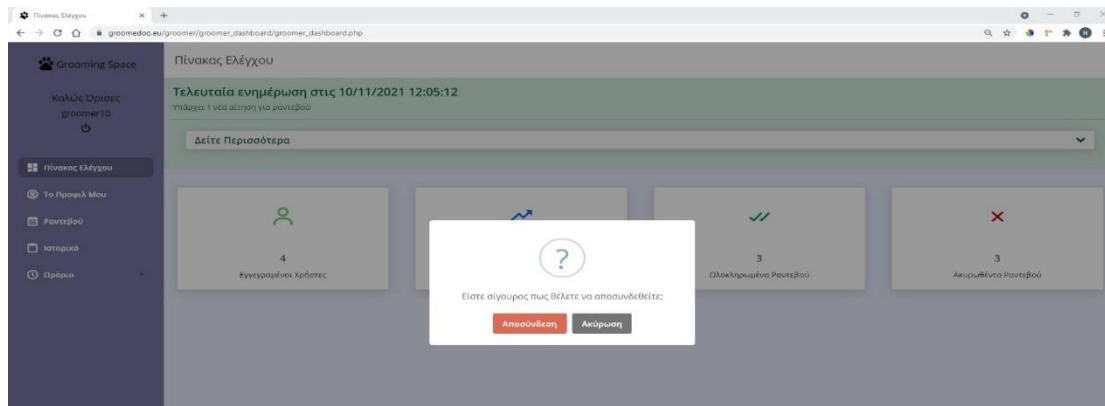 Πίνακας Ελέγχου
groomedoo.eu/groomer/groomer_dashboard/groomer_dashboard.php
Grooming Space
Καλώς Όρισες
groomer10
Πίνακας Ελέγχου
Το Προφίλ Μου
Ραντεβού
Ιστορικό
Ωράριο
Πίνακας Ελέγχου
Τελευταία ενημέρωση στις 10/11/2021 12:05:12
Υπάρχει 1 νέα αίτηση για ραντεβού
Δείτε Περισσότερα
4
Εγγεγραμένοι Χρήστες
3
Ολοκληρωμένα Ραντεβού
3
Ακυρωθέντα Ραντεβού
?
Είστε σίγουρος πως θέλετε να αποσυνδεθείτε;
Αποσύνδεση
Ακύρωση